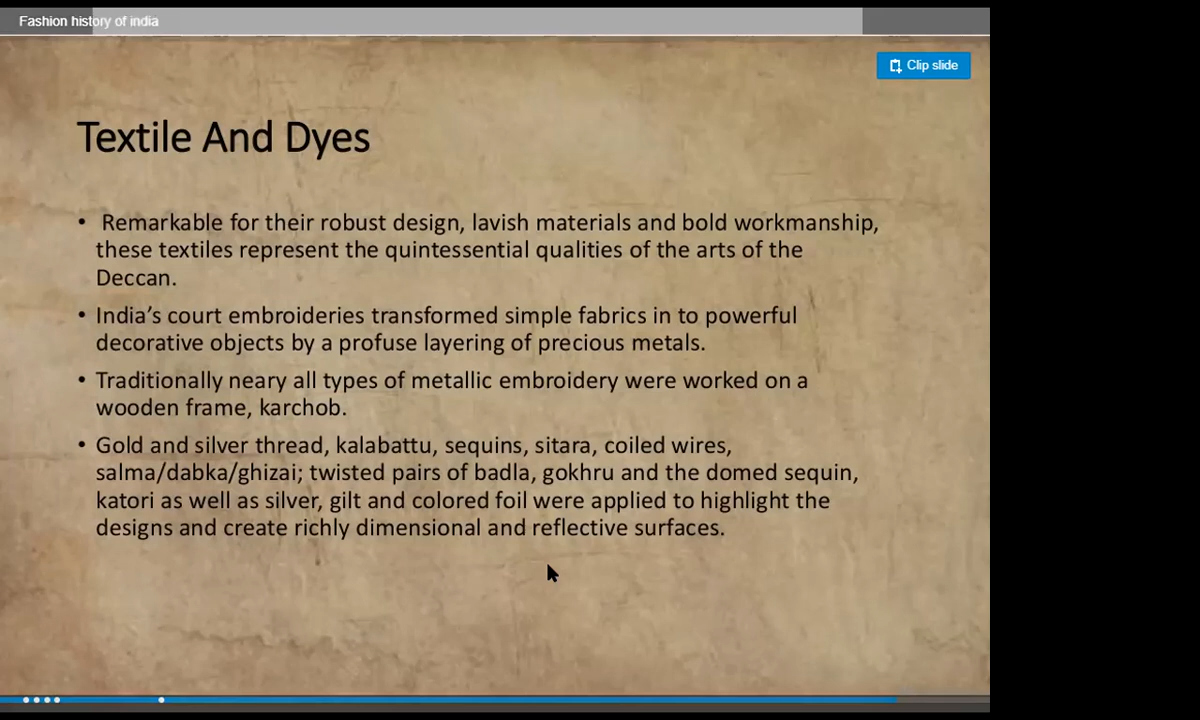 Fashion history of india
Clip slide
Textile And Dyes
• Remarkable for their robust design, lavish materials and bold workmanship,
these textiles represent the quintessential qualities of the arts of the
Deccan.
• India’s court embroideries transformed simple fabrics in to powerful
decorative objects by a profuse layering of precious metals.
• Traditionally neary all types of metallic embroidery were worked on a
wooden frame, karchob.
• Gold and silver thread, kalabattu, sequins, sitara, coiled wires,
salma/dabka/ghizai; twisted pairs of badla, gokhru and the domed sequin,
katori as well as silver, gilt and colored foil were applied to highlight the
designs and create richly dimensional and reflective surfaces.